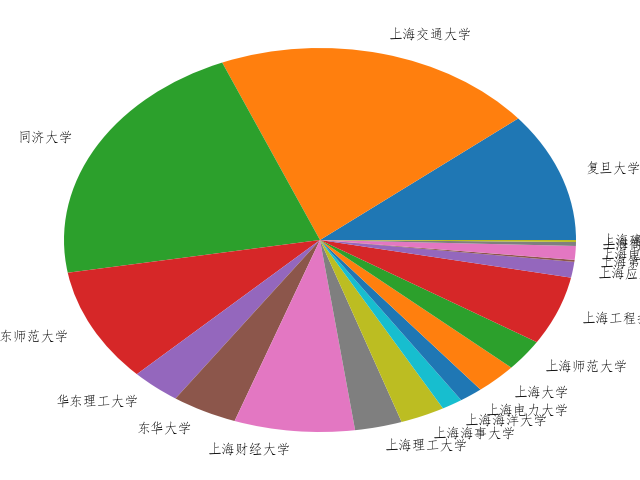 上海交通大学
复旦大学
同济大学
东师范大学
华东理工大学
东华大学
上海财经大学
上海理工大学
上海海事大学
上海海洋大学
上海电力大学
上海大学
上海师范大学
上海工程
上海应